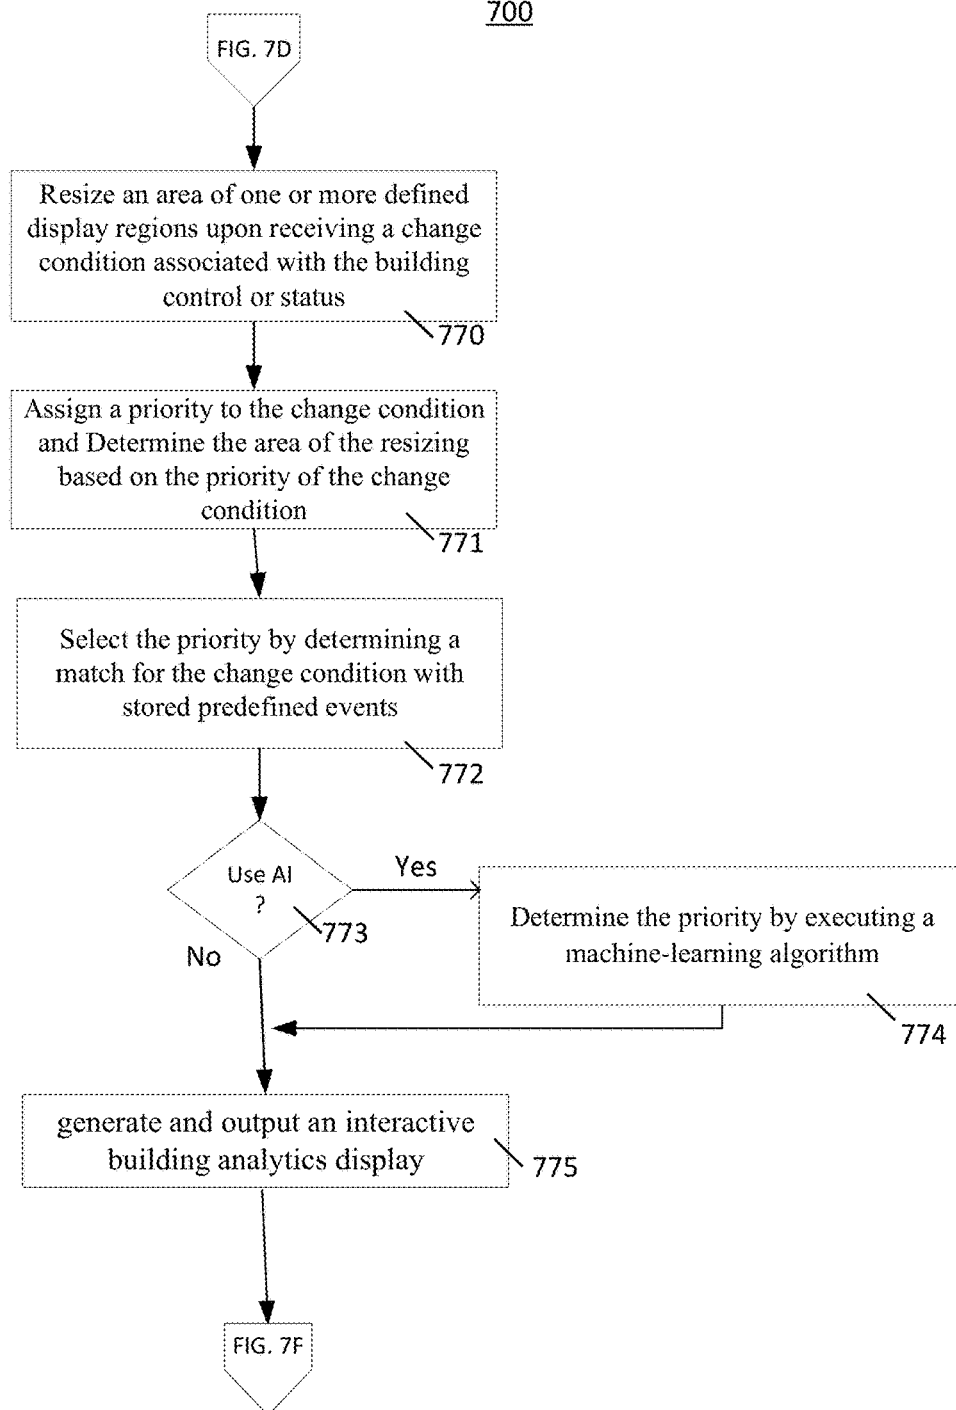 700
FIG. 7D
Resize an area of one or more defined
display regions upon receiving a change
condition associated with the building
control or status
770
Assign a priority to the change condition
and Determine the area of the resizing
based on the priority of the change
condition
771
Select the priority by determining a
match for the change condition with
stored predefined events
772
Use AI
?
773
Yes
No
Determine the priority by executing a
machine-learning algorithm
774
generate and output an interactive
building analytics display
775
FIG. 7F